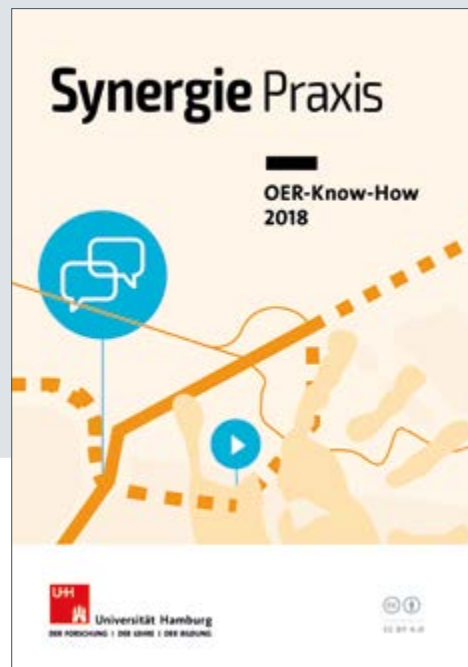 Synergie Praxis
OER-Know-How
2018
UHH
Universität Hamburg
DER FORSCHUNG | DER LEHRE | DER BILDUNG
cc
CC BY 4.0